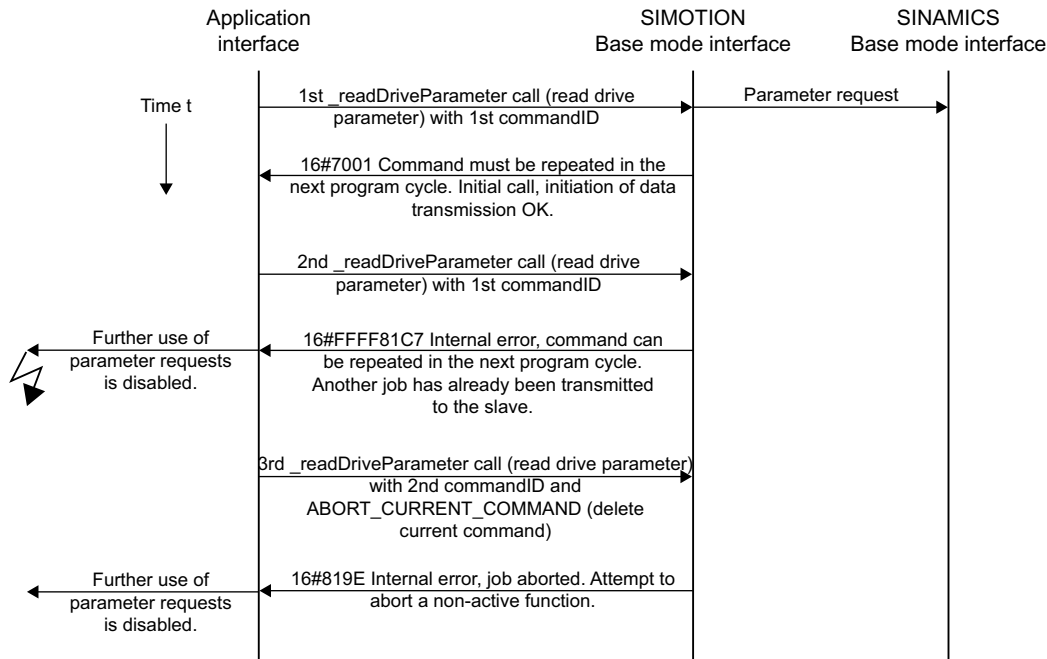 Application
interface
SIMOTION
Base mode interface
SINAMICS
Base mode interface
Time t
1st _readDriveParameter call (read drive
parameter) with 1st commandID
Parameter request
16#7001 Command must be repeated in the
next program cycle. Initial call, initiation of data
transmission OK.
2nd _readDriveParameter call (read drive
parameter) with 1st commandID
Further use of
parameter requests
is disabled.
16#FFFF81C7 Internal error, command can
be repeated in the next program cycle.
Another job has already been transmitted
to the slave.
3rd _readDriveParameter call (read drive parameter)
with 2nd commandID and
ABORT_CURRENT_COMMAND (delete
current command)
Further use of
parameter requests
is disabled.
16#819E Internal error, job aborted. Attempt to
abort a non-active function.